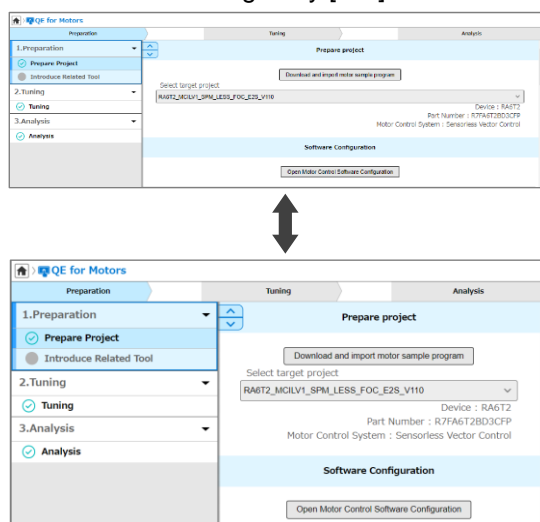 QE for Motors
Preparation Tuning Analysis
1.Preparation
Prepare Project
Introduce Related Tool
2.Tuning
Tuning
3.Analysis
Analysis
Prepare project
Download and import motor sample program
Select target project
RA6T2_MCILV1_SPM_LESS_FOC_E2S_V110
Device : RA6T2
Part Number : R7FA6T2BD3CFP
Motor Control System : Sensorless Vector Control
Software Configuration
Open Motor Control Software Configuration
QE for Motors
Preparation Tuning Analysis
1.Preparation
Prepare Project
Introduce Related Tool
2.Tuning
Tuning
3.Analysis
Analysis
Prepare project
Download and import motor sample program
Select target project
RA6T2_MCILV1_SPM_LESS_FOC_E2S_V110
Device : RA6T2
Part Number : R7FA6T2BD3CFP
Motor Control System : Sensorless Vector Control
Software Configuration
Open Motor Control Software Configuration